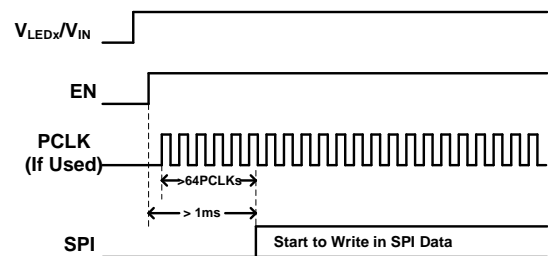 VLEDx/VIN
EN
PCLK
(If Used)
>64PCLKs
> 1ms
SPI
Start to Write in SPI Data